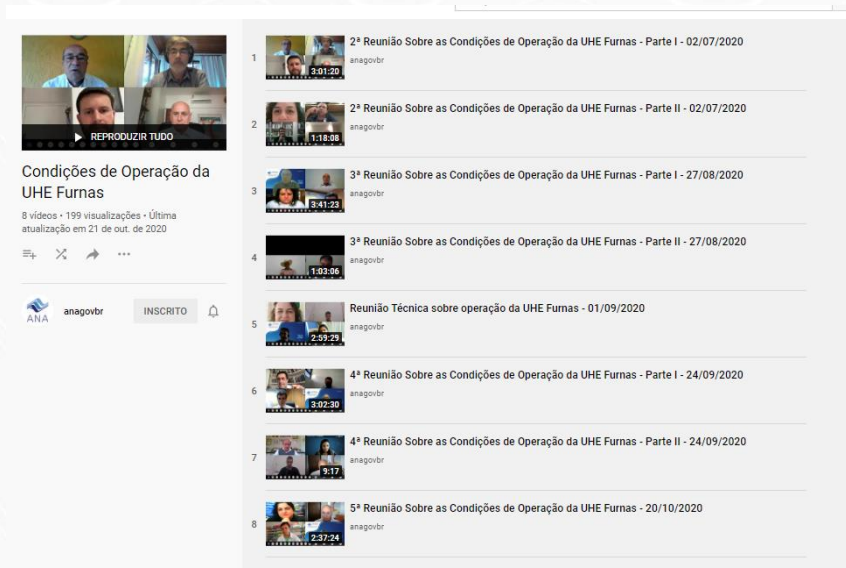 REPRODUZIR TUDO
Condições de Operação da
UHE Furnas
8 vídeos • 199 visualizações • Última
atualização em 21 de out. de 2020
ANA
anagovbr
INSCRITO
1
3:01:20
2ª Reunião Sobre as Condições de Operação da UHE Furnas - Parte I - 02/07/2020
anagovbr
2
1:18:08
2ª Reunião Sobre as Condições de Operação da UHE Furnas - Parte II - 02/07/2020
anagovbr
3
3:41:23
3ª Reunião Sobre as Condições de Operação da UHE Furnas - Parte I - 27/08/2020
anagovbr
4
1:03:06
3ª Reunião Sobre as Condições de Operação da UHE Furnas - Parte II - 27/08/2020
anagovbr
5
2:59:29
Reunião Técnica sobre operação da UHE Furnas - 01/09/2020
anagovbr
6
3:02:30
4ª Reunião Sobre as Condições de Operação da UHE Furnas - Parte I - 24/09/2020
anagovbr
7
9:17
4ª Reunião Sobre as Condições de Operação da UHE Furnas - Parte II - 24/09/2020
anagovbr
8
2:37:24
5ª Reunião Sobre as Condições de Operação da UHE Furnas - 20/10/2020
anagovbr